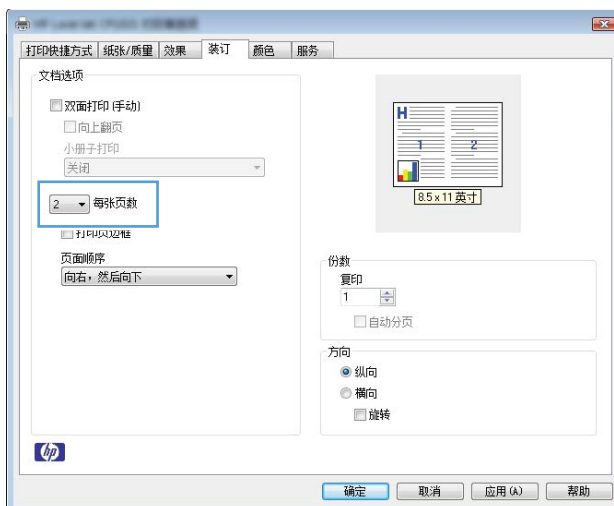 打印快捷方式 纸张/质量 效果 装订 颜色 服务
文档选项
双面打印(手动)
向上翻页
小册子打印
关闭
2 每张页数
打印页边框
页面顺序
向右，然后向下
H
1 2
8.5 x 11 英寸
份数
复印
1
自动分页
方向
纵向
横向
旋转
hp
确定 取消 应用(A) 帮助